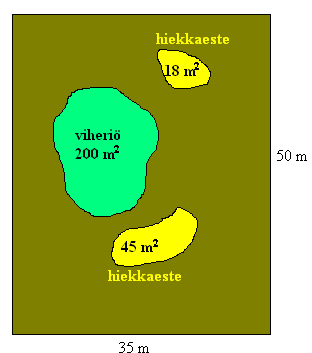 hiekkaeste
18 m²
viheriö
200 m²
50 m
45 m²
hiekkaeste
35 m